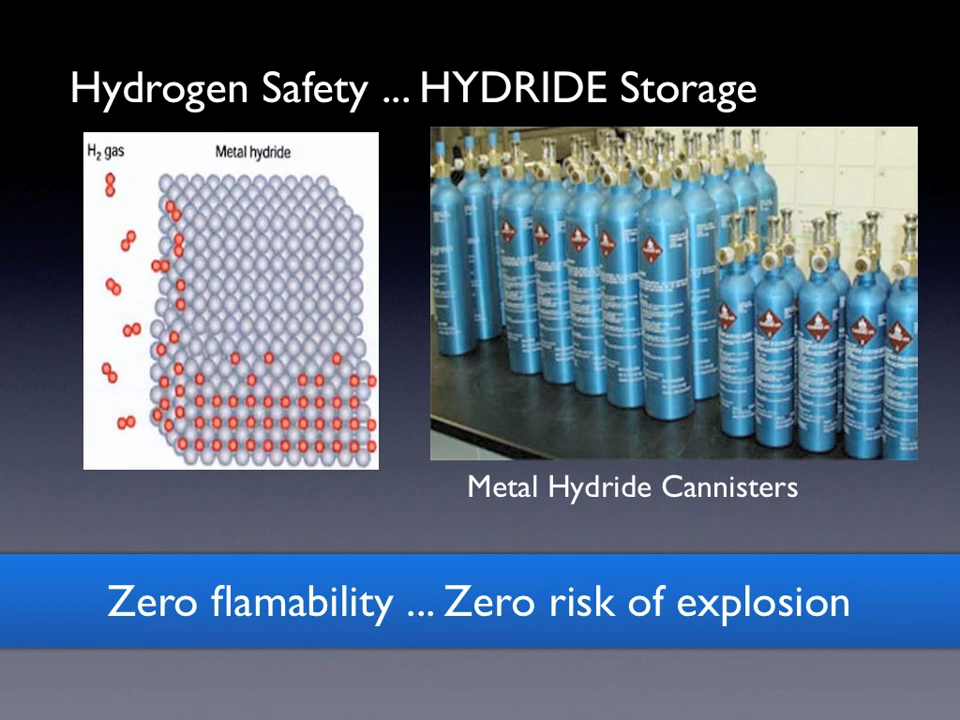 Hydrogen Safety ... HYDRIDE Storage
H₂ gas
Metal hydride
Metal Hydride Cannisters
Zero flamability ... Zero risk of explosion